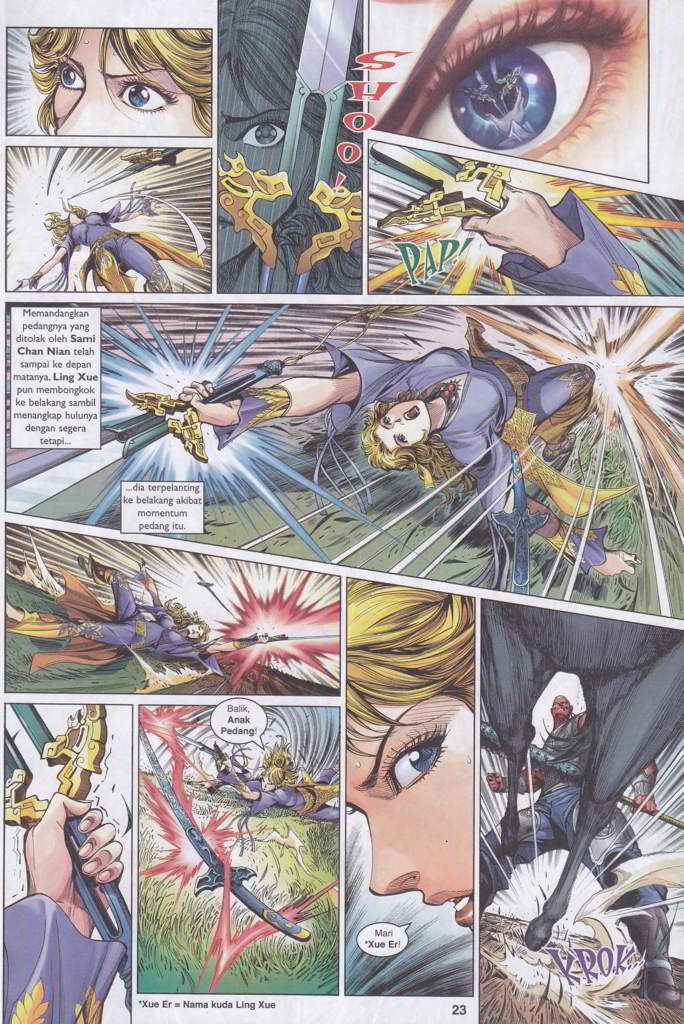 SHOO!
PAP!
Memandangkan
pedangnya yang
ditolak oleh Sami
Chan Nian telah
sampai ke depan
matanya, Ling Xue
pun membongkok
ke belakang sambil
menangkap hulunya
dengan segera
tetapi...
...dia terpelanting
ke belakang akibat
momentum
pedang itu.
Balik,
Anak
Pedang!
Mari
*Xue Er!
KROK...
*Xue Er = Nama kuda Ling Xue
23